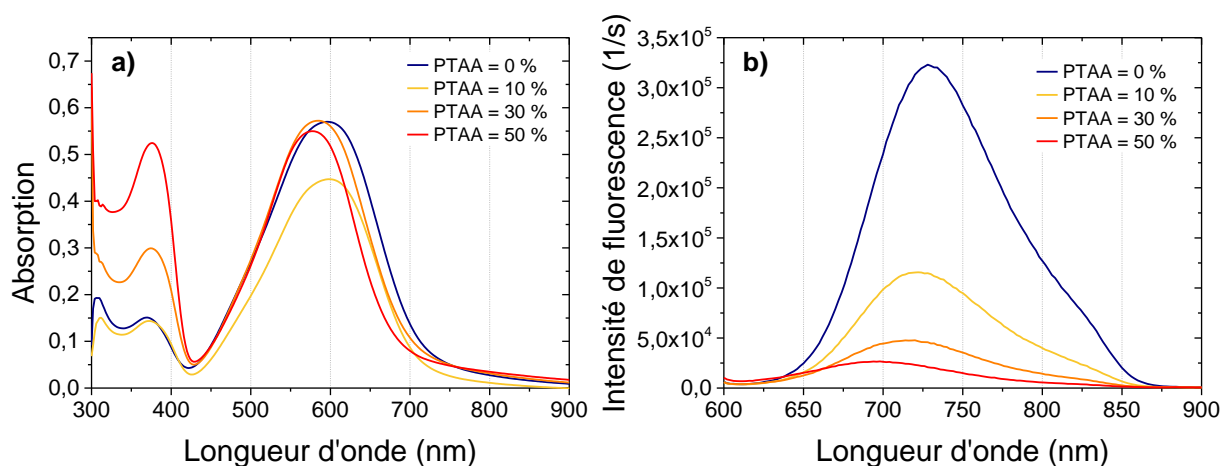 a)
Absorption
0,7
0,6
0,5
0,4
0,3
0,2
0,1
0,0
PTAA = 0 %
PTAA = 10 %
PTAA = 30 %
PTAA = 50 %
300 400 500 600 700 800 900
Longueur d'onde (nm)
b)
Intensité de fluorescence (1/s)
3,5x10⁵
3,0x10⁵
2,5x10⁵
2,0x10⁵
1,5x10⁵
1,0x10⁵
5,0x10⁴
0,0
PTAA = 0 %
PTAA = 10 %
PTAA = 30 %
PTAA = 50 %
600 650 700 750 800 850 900
Longueur d'onde (nm)